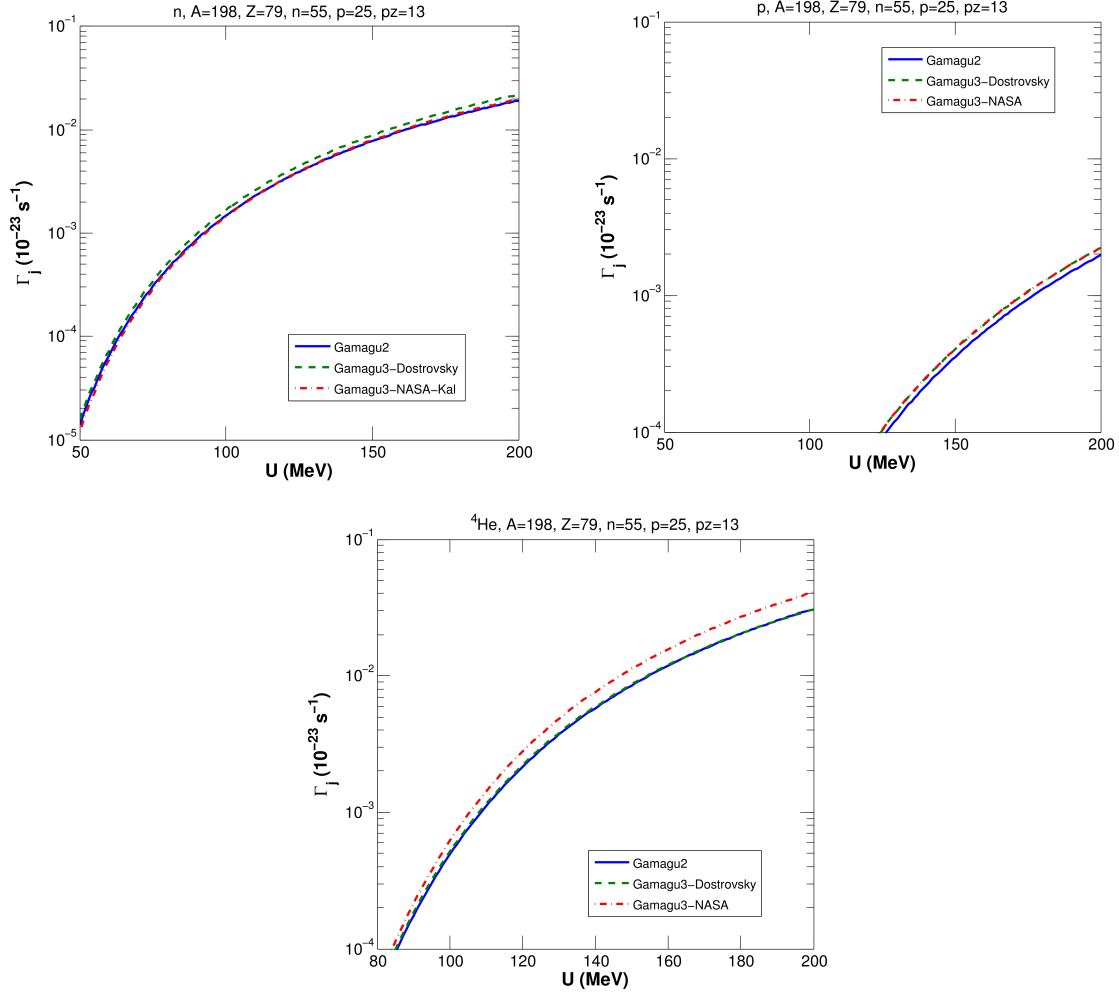 n, A=198, Z=79, n=55, p=25, pz=13
10⁻¹
10⁻²
10⁻³
10⁻⁴
10⁻⁵
Γj (10⁻²³ s⁻¹)
Gamagu2
Gamagu3−Dostrovsky
Gamagu3−NASA−Kal
50 100 150 200
U (MeV)
p, A=198, Z=79, n=55, p=25, pz=13
10⁻¹
10⁻²
10⁻³
10⁻⁴
Γj (10⁻²³ s⁻¹)
Gamagu2
Gamagu3−Dostrovsky
Gamagu3−NASA
50 100 150 200
U (MeV)
⁴He, A=198, Z=79, n=55, p=25, pz=13
10⁻¹
10⁻²
10⁻³
10⁻⁴
Γj (10⁻²³ s⁻¹)
Gamagu2
Gamagu3−Dostrovsky
Gamagu3−NASA
80 100 120 140 160 180 200
U (MeV)